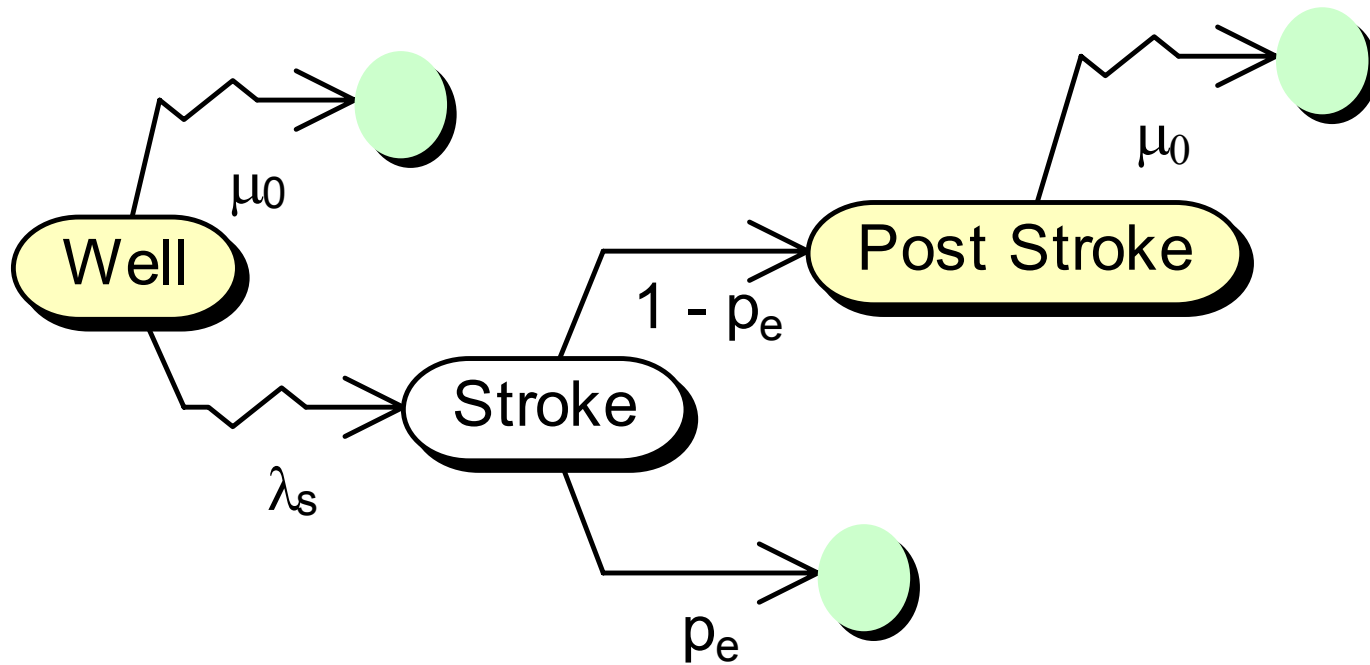 μ₀
μ₀
Well
Post Stroke
1 - pₑ
Stroke
λₛ
pₑ